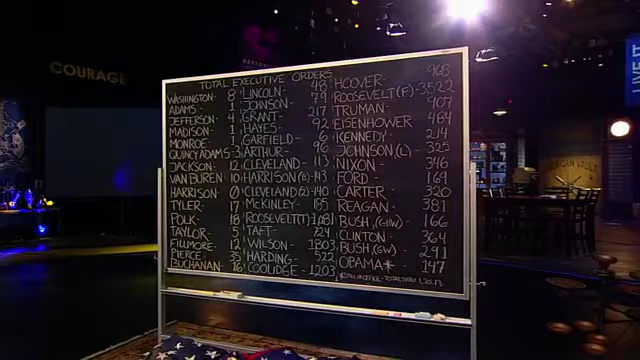 COURAGE
TOTAL EXECUTIVE ORDERS
WASHINGTON- 8
ADAMS- 1
JEFFERSON- 4
MADISON- 1
MONROE- 1
QUINCY ADAMS- 3
JACKSON- 12
VAN BUREN- 10
HARRISON- 0
TYLER- 17
POLK- 18
TAYLOR- 5
FILLMORE- 12
PIERCE- 35
BUCHANAN- 16
LINCOLN- 48
JOHNSON- 79
GRANT- 217
HAYES- 92
GARFIELD- 6
ARTHUR- 96
CLEVELAND- 113
HARRISON(B)- 143
CLEVELAND(2)- 140
McKINLEY- 185
ROOSEVELT(T) 1,081
TAFT- 724
WILSON- 1803
HARDING- 522
COOLIDGE- 1203
HOOVER- 968
ROOSEVELT(F)- 3522
TRUMAN- 907
EISENHOWER 484
KENNEDY- 214
JOHNSON(L)- 325
NIXON- 346
FORD- 169
CARTER- 320
REAGAN- 381
BUSH, (GHW)- 166
CLINTON- 364
BUSH(GW)- 291
OBAMA* - 147